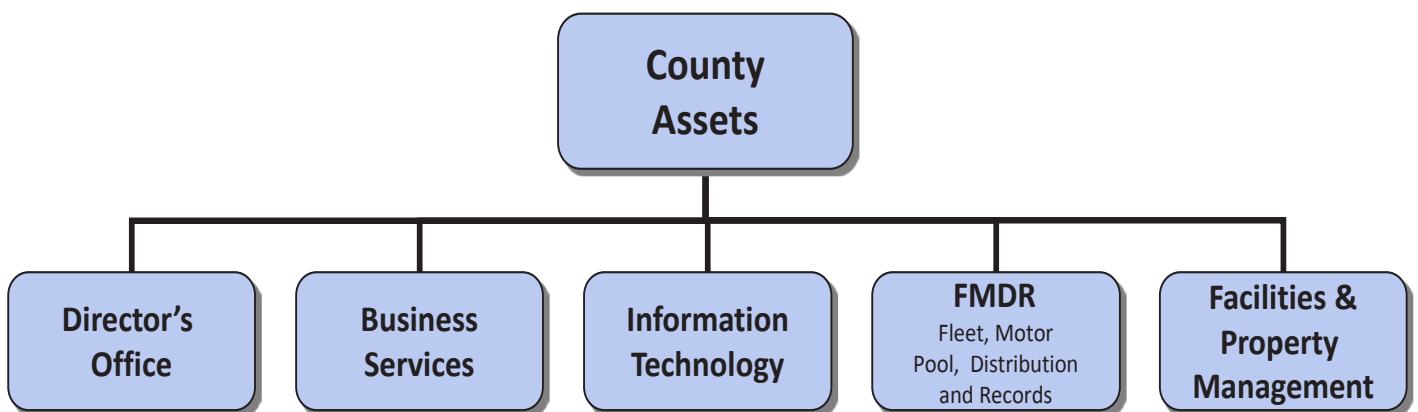 County
Assets
Director's
Office
Business
Services
Information
Technology
FMDR
Fleet, Motor
Pool, Distribution
and Records
Facilities &
Property
Management